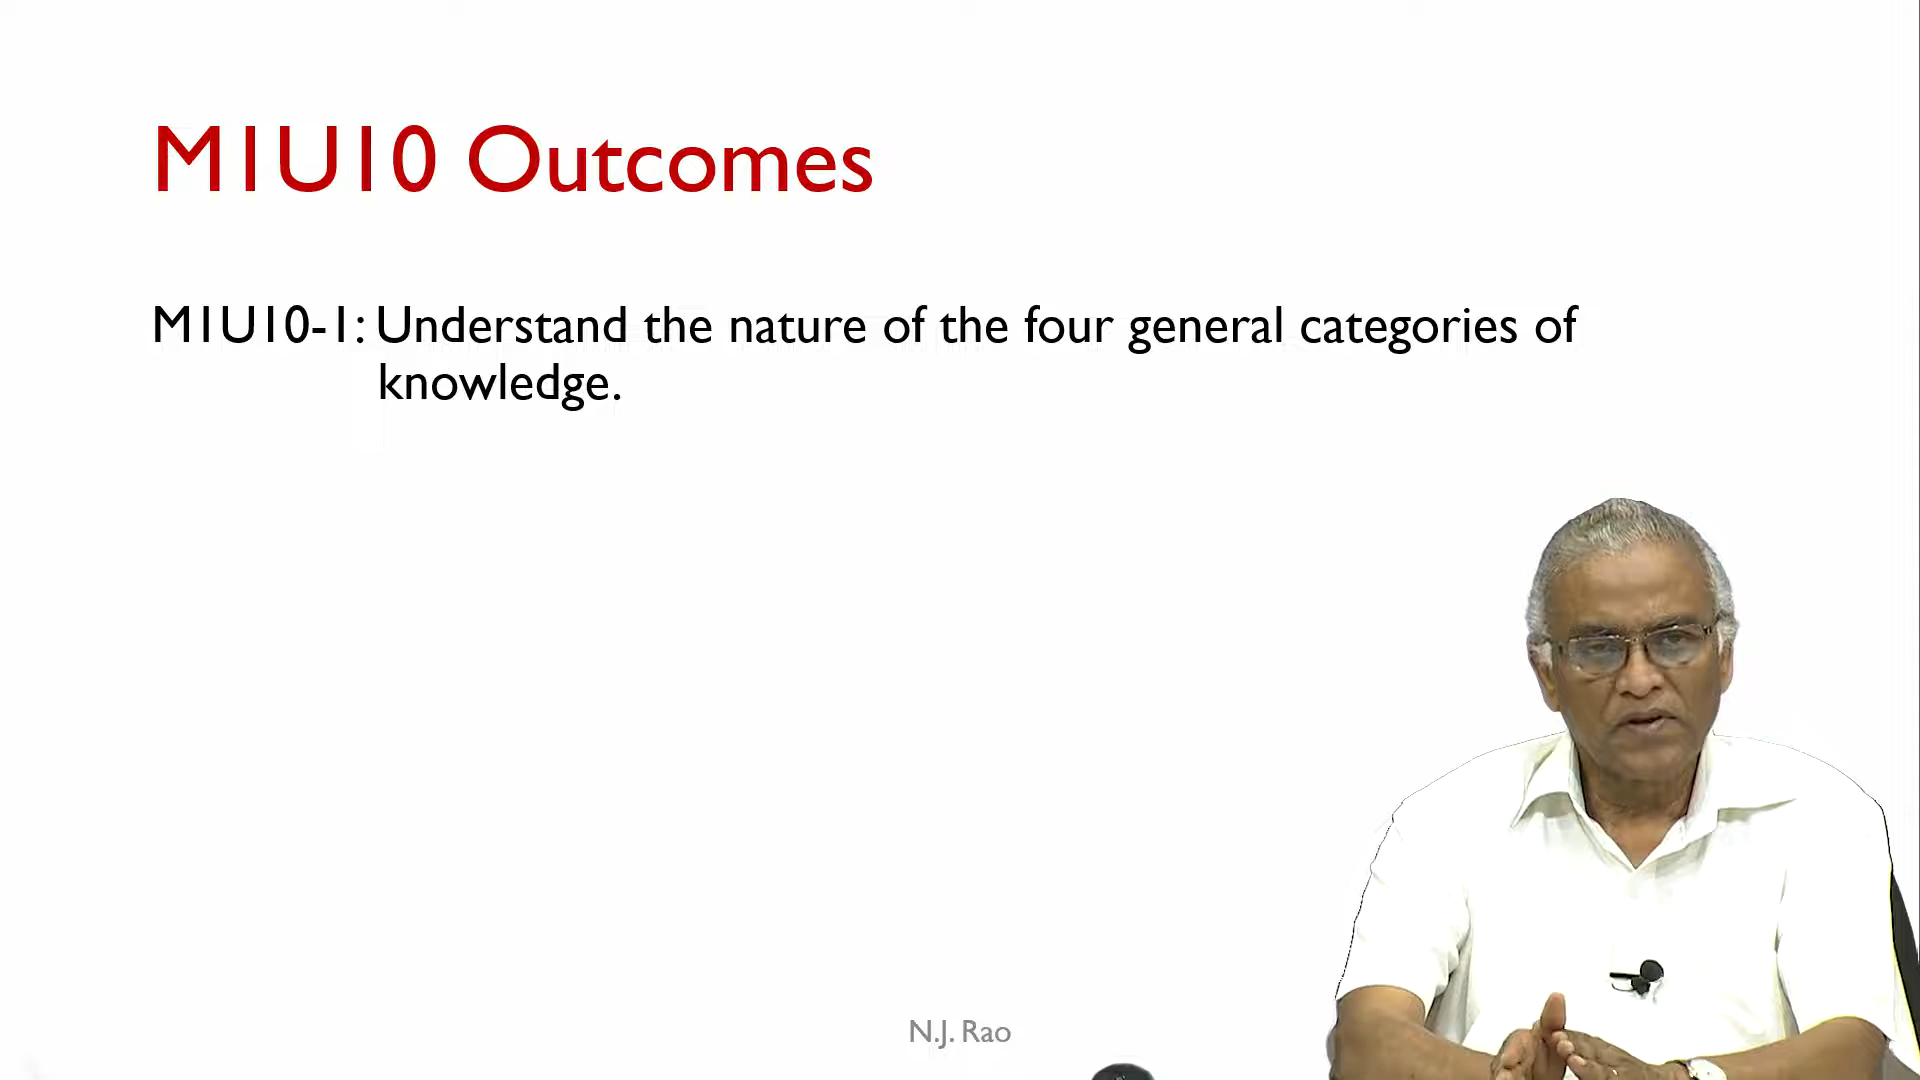 M1U10 Outcomes
M1U10-1: Understand the nature of the four general categories of
knowledge.
N.J. Rao